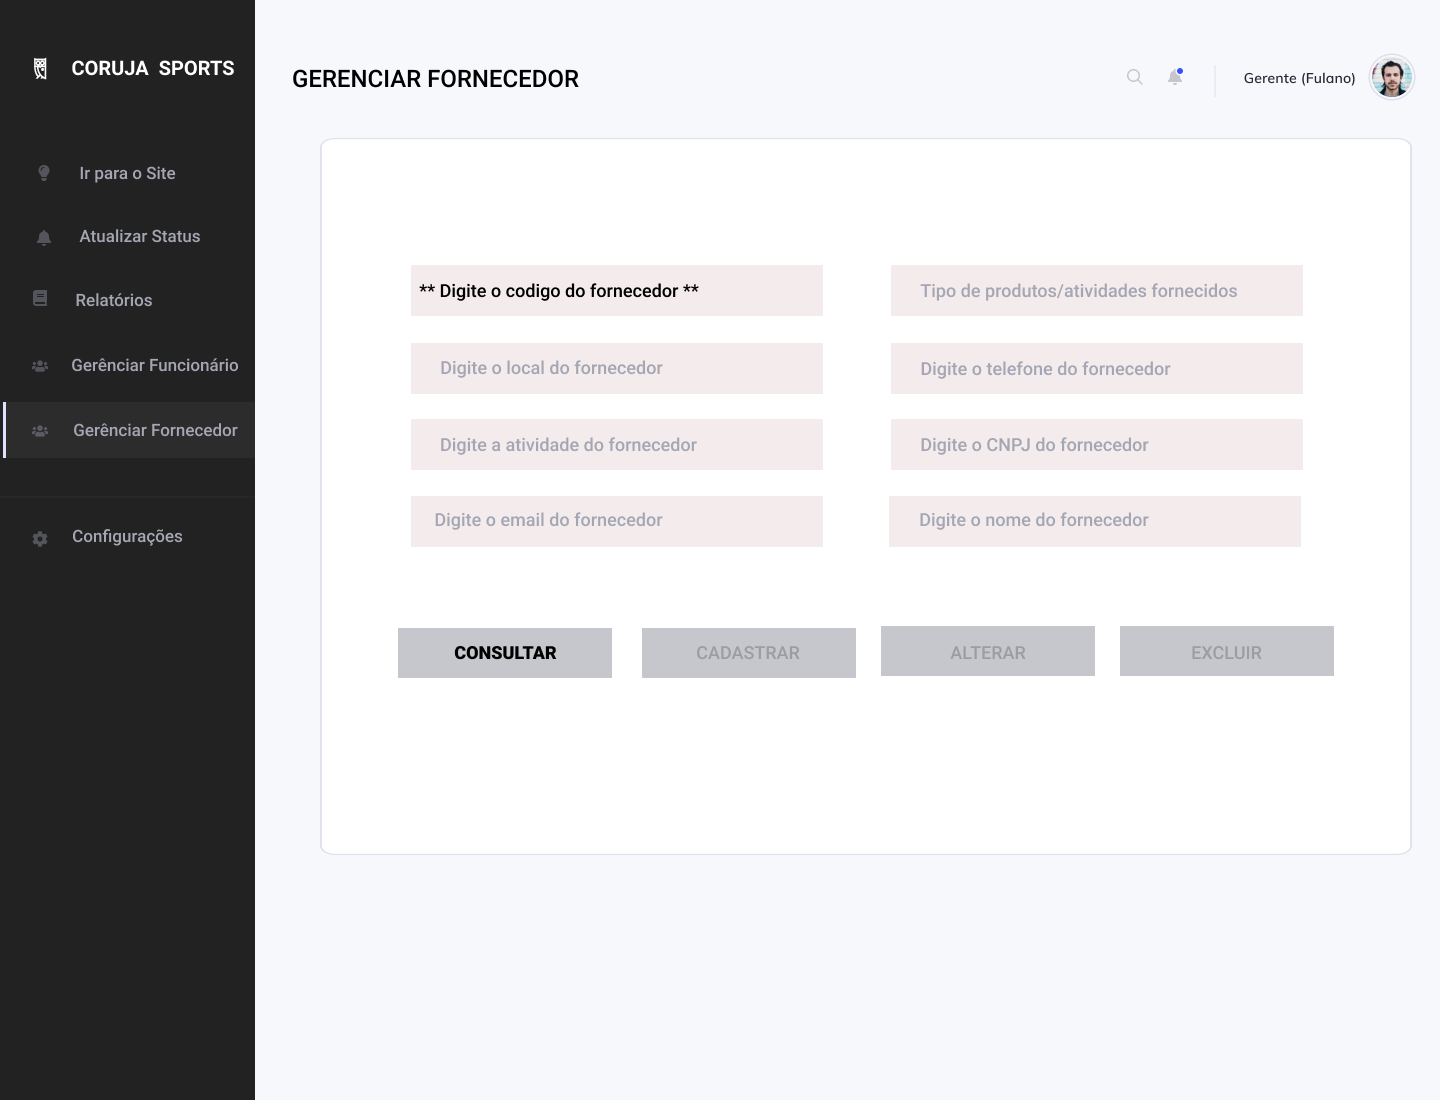 CORUJA SPORTS
Ir para o Site
Atualizar Status
Relatórios
Gerênciar Funcionário
Gerênciar Fornecedor
Configurações
GERENCIAR FORNECEDOR
Gerente (Fulano)
** Digite o codigo do fornecedor **
Tipo de produtos/atividades fornecidos
Digite o local do fornecedor
Digite o telefone do fornecedor
Digite a atividade do fornecedor
Digite o CNPJ do fornecedor
Digite o email do fornecedor
Digite o nome do fornecedor
CONSULTAR
CADASTRAR
ALTERAR
EXCLUIR